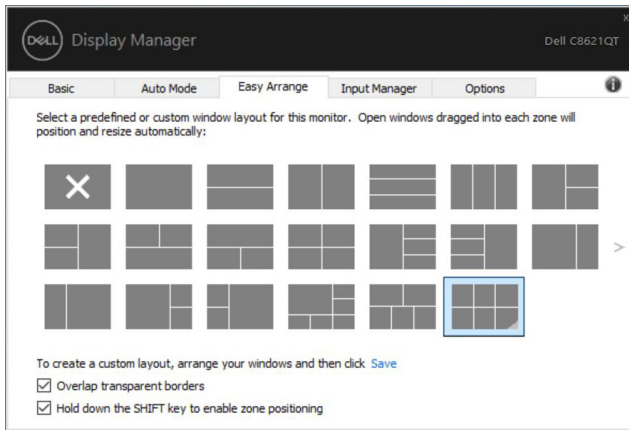 x
DELL Display Manager
Dell C8621QT
Basic Auto Mode Easy Arrange Input Manager Options
Select a predefined or custom window layout for this monitor. Open windows dragged into each zone will
position and resize automatically:
To create a custom layout, arrange your windows and then click Save
Overlap transparent borders
Hold down the SHIFT key to enable zone positioning